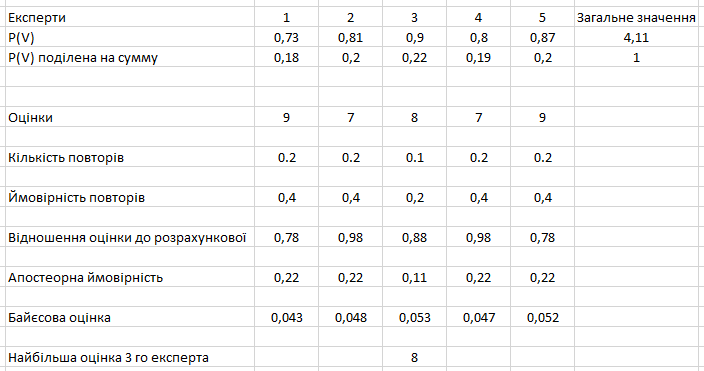 Експерти 1 2 3 4 5 Загальне значення
P(V) 0,73 0,81 0,9 0,8 0,87 4,11
P(V) поділена на сумму 0,18 0,2 0,22 0,19 0,2 1
Оцінки 9 7 8 7 9
Кількість повторів 0.2 0.2 0.1 0.2 0.2
Ймовірність повторів 0,4 0,4 0,2 0,4 0,4
Відношення оцінки до розрахункової 0,78 0,98 0,88 0,98 0,78
Апостеорна ймовірність 0,22 0,22 0,11 0,22 0,22
Байєсова оцінка 0,043 0,048 0,053 0,047 0,052
Найбільша оцінка 3 го експерта 8